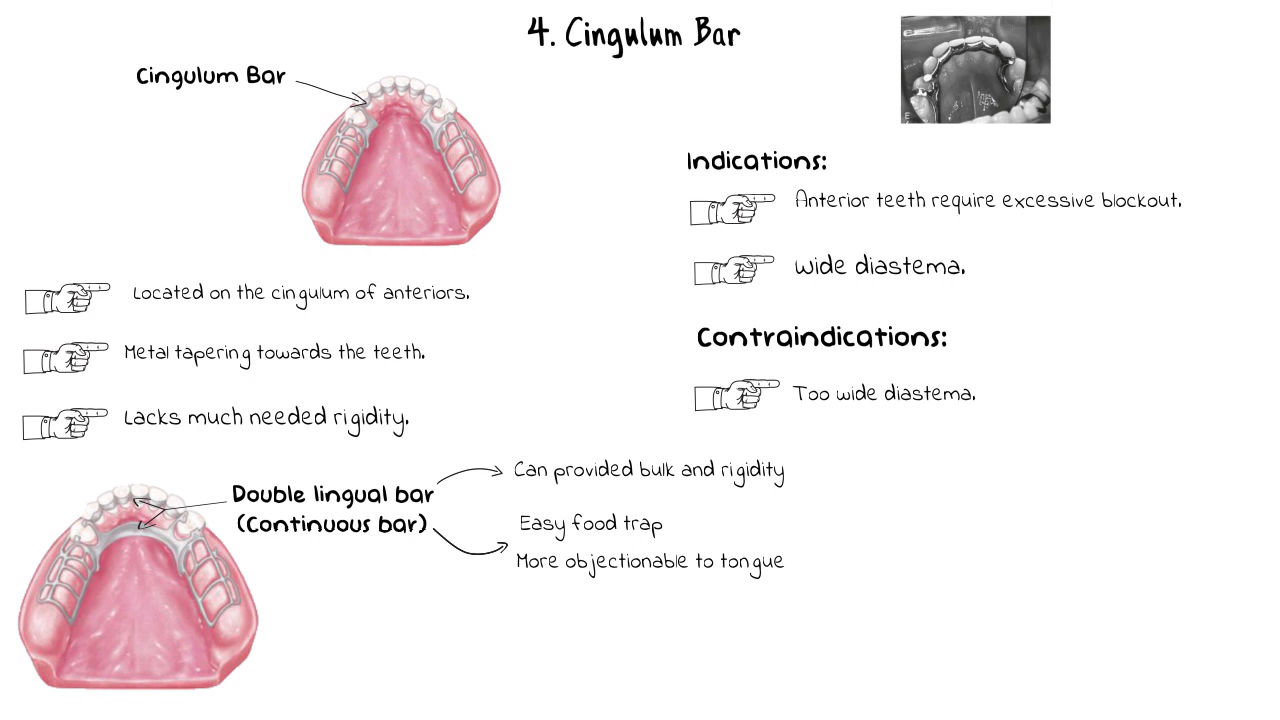 4. Cingulum Bar
Cingulum Bar
Located on the cingulum of anteriors.
Metal tapering towards the teeth.
Lacks much needed rigidity.
Double lingual bar
(Continuous bar)
Can provided bulk and rigidity
Easy food trap
More objectionable to tongue
Indications:
Anterior teeth require excessive blockout.
Wide diastema.
Contraindications:
Too wide diastema.
E